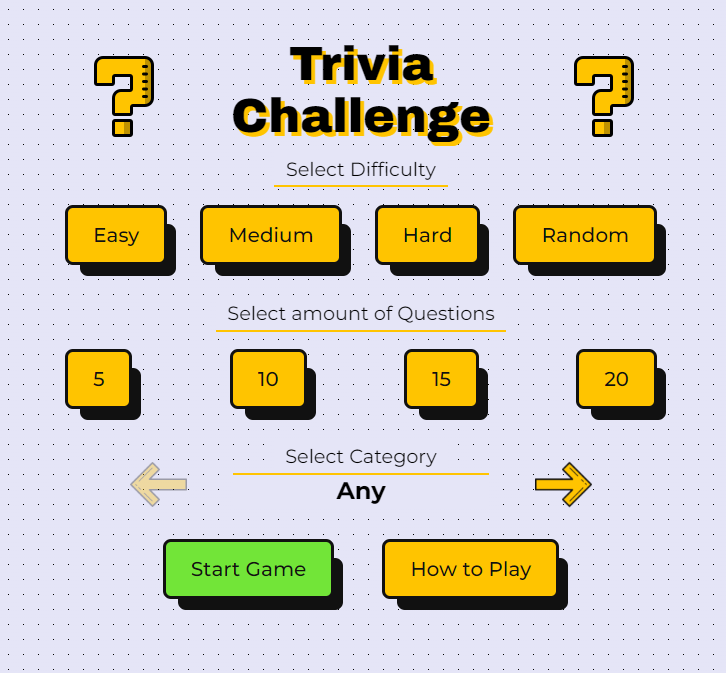 Trivia
Challenge
Select Difficulty
Easy Medium Hard Random
Select amount of Questions
5 10 15 20
Select Category
Any
Start Game How to Play